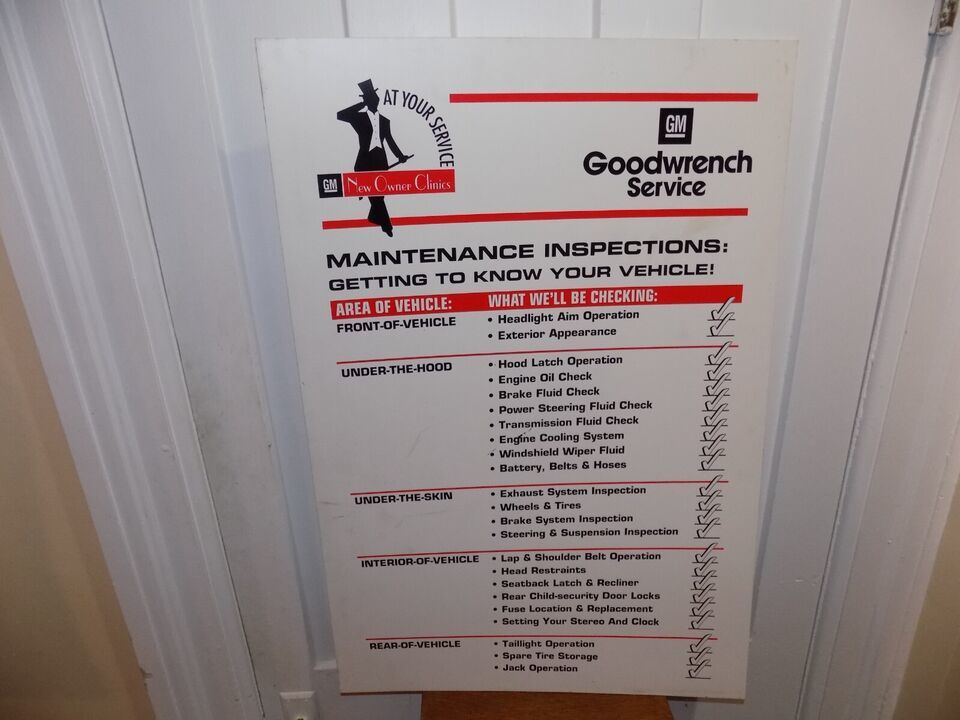 AT YOUR SERVICE
GM New Owner Clinics
GM
Goodwrench
Service
MAINTENANCE INSPECTIONS:
GETTING TO KNOW YOUR VEHICLE!
AREA OF VEHICLE: WHAT WE'LL BE CHECKING:
FRONT-OF-VEHICLE • Headlight Aim Operation
• Exterior Appearance
UNDER-THE-HOOD • Hood Latch Operation
• Engine Oil Check
• Brake Fluid Check
• Power Steering Fluid Check
• Transmission Fluid Check
• Engine Cooling System
• Windshield Wiper Fluid
• Battery, Belts & Hoses
UNDER-THE-SKIN • Exhaust System Inspection
• Wheels & Tires
• Brake System Inspection
• Steering & Suspension Inspection
INTERIOR-OF-VEHICLE • Lap & Shoulder Belt Operation
• Head Restraints
• Seatback Latch & Recliner
• Rear Child-security Door Locks
• Fuse Location & Replacement
• Setting Your Stereo And Clock
REAR-OF-VEHICLE • Taillight Operation
• Spare Tire Storage
• Jack Operation